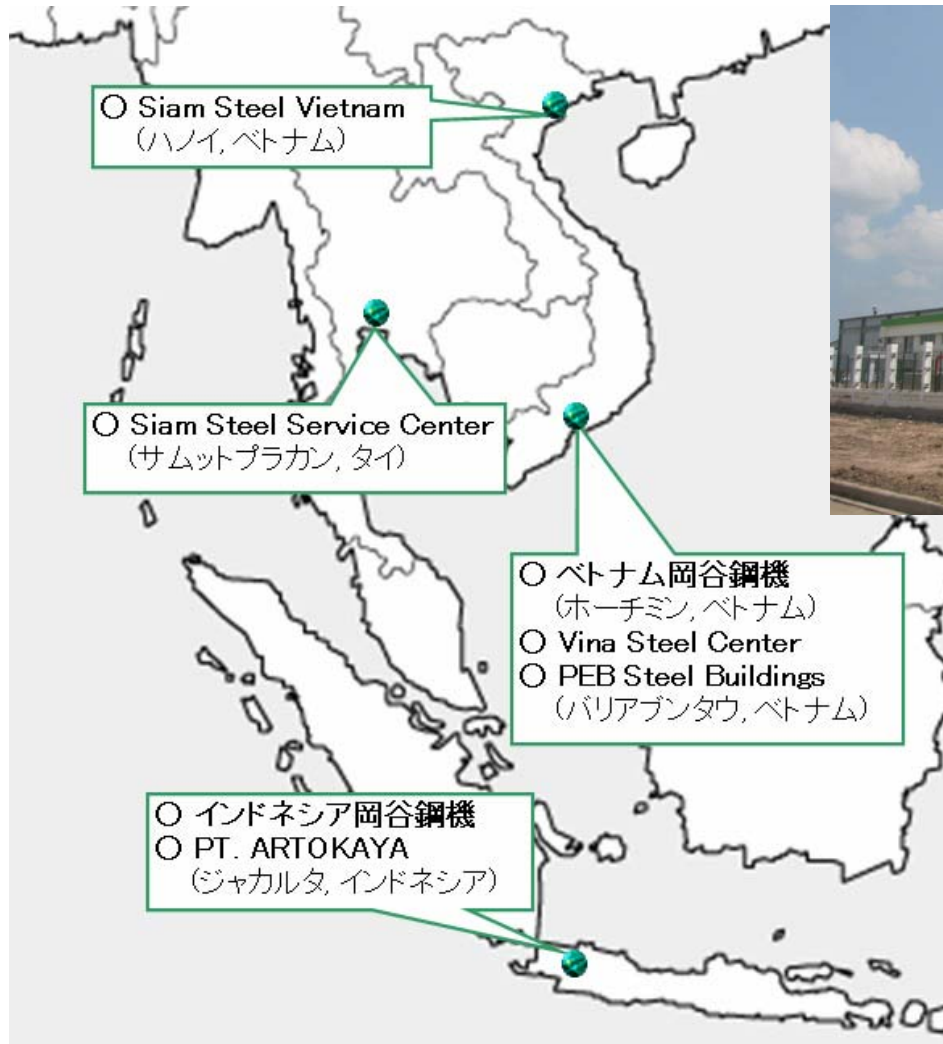 ○ Siam Steel Vietnam
(ハノイ, ベトナム)
○ Siam Steel Service Center
(サムットプラカン, タイ)
○ ベトナム岡谷鋼機
(ホーチミン, ベトナム)
○ Vina Steel Center
○ PEB Steel Buildings
(バリアブンタウ, ベトナム)
○ インドネシア岡谷鋼機
○ PT. ARTOKAYA
(ジャカルタ, インドネシア)